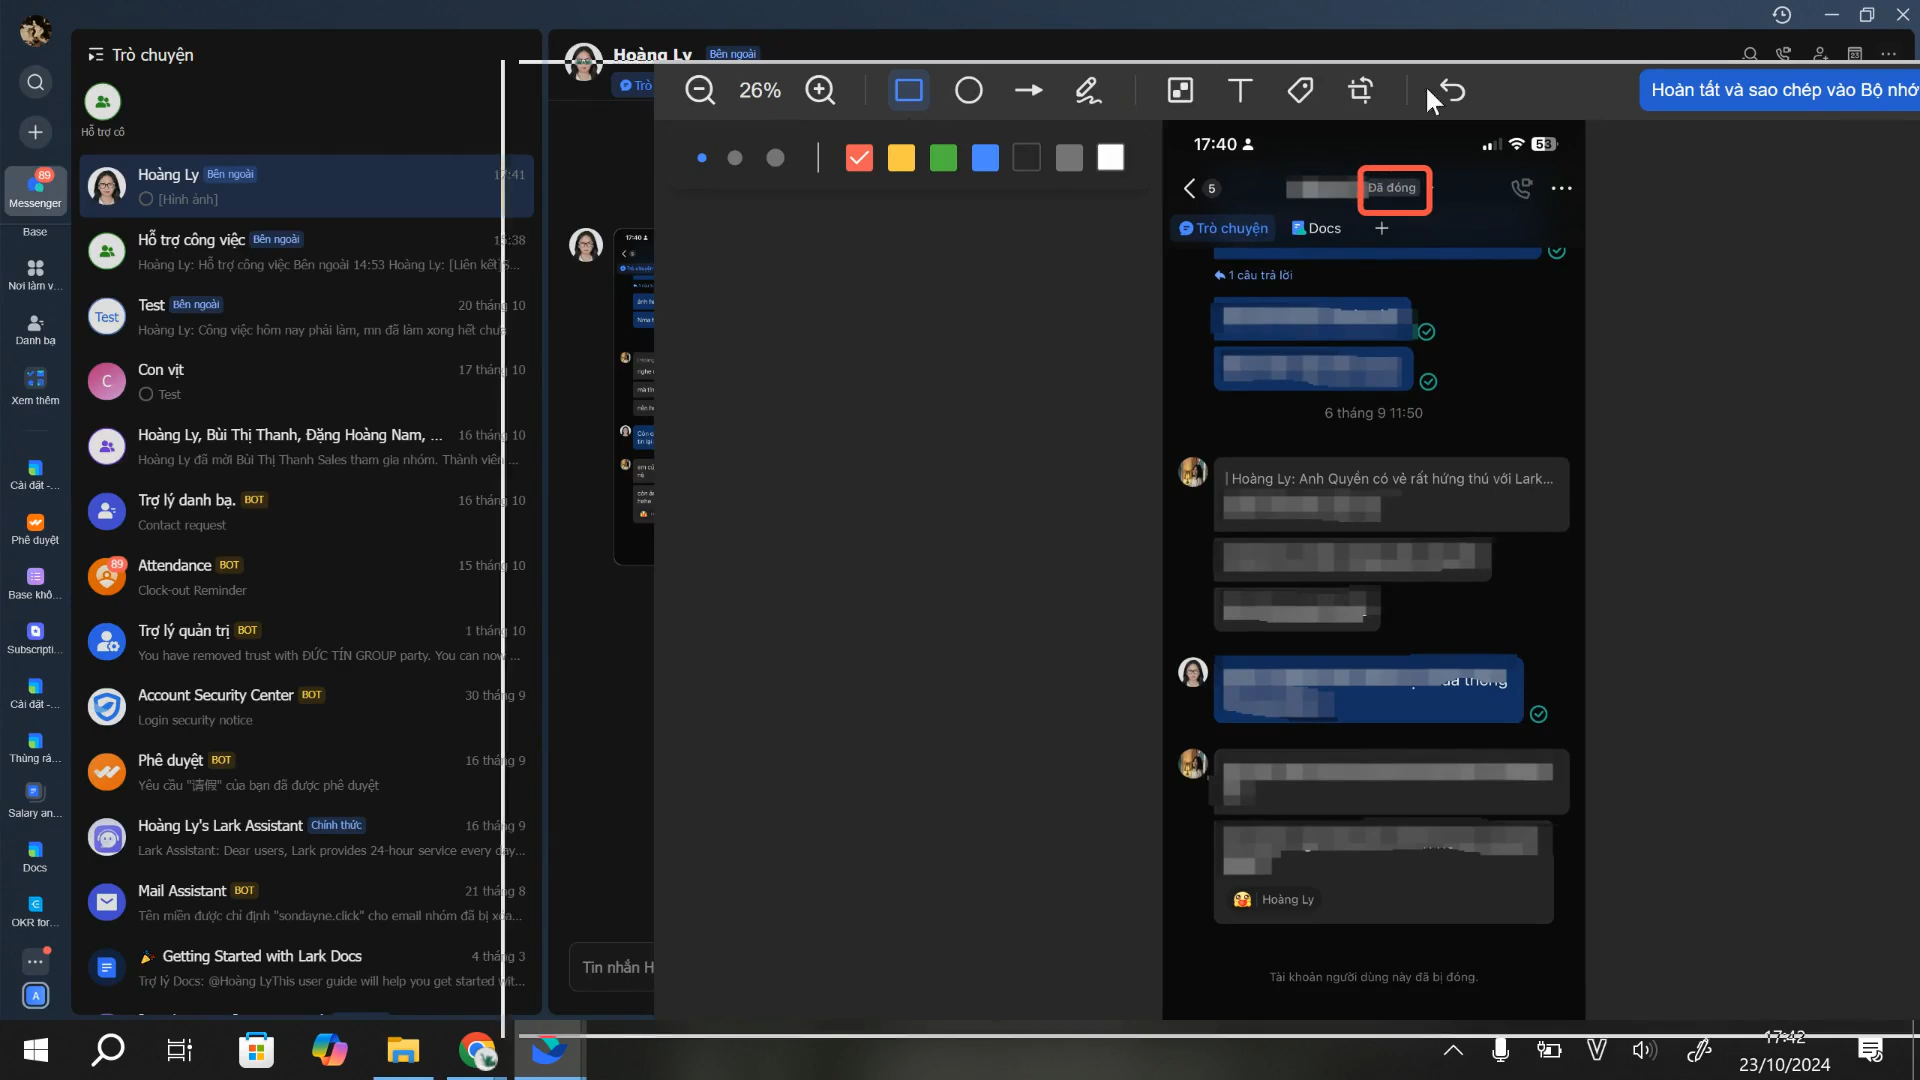 Trò chuyện
Hỗ trợ cô
Hoàng Ly Bên ngoài
[Hình ảnh]
Hỗ trợ công việc Bên ngoài 15:38
Hoàng Ly: Hỗ trợ công việc Bên ngoài 14:53 Hoàng Ly: [Liên kết]
Test
Test Bên ngoài 20 tháng 10
Hoàng Ly: Công việc hôm nay phải làm, mn đã làm xong hết chưa
C
Con vịt 17 tháng 10
Test
Hoàng Ly, Bùi Thị Thanh, Đặng Hoàng Nam, ... 16 tháng 10
Hoàng Ly đã mời Bùi Thị Thanh Sales tham gia nhóm. Thành viên ...
Trợ lý danh bạ. BOT 16 tháng 10
Contact request
89
Attendance BOT 15 tháng 10
Clock-out Reminder
Trợ lý quản trị BOT 1 tháng 10
You have removed trust with ĐỨC TÍN GROUP party. You can now ...
Account Security Center BOT 30 tháng 9
Login security notice
Phê duyệt BOT 16 tháng 9
Yêu cầu "请假" của bạn đã được phê duyệt
Hoàng Ly's Lark Assistant Chính thức 16 tháng 9
Lark Assistant: Dear users, Lark provides 24-hour service every day...
Mail Assistant BOT 21 tháng 8
Tên miền được chỉ định "sondayne.click" cho email nhóm đã bị xóa...
Getting Started with Lark Docs 4 tháng 3
Trợ lý Docs: @Hoàng LyThis user guide will help you get started wit...
89
Messenger
Base
Nơi làm v...
Danh bạ
Xem thêm
Cài đặt -...
Phê duyệt
Base khô...
Subscripti...
Cài đặt -...
Thùng rá...
Salary an...
Docs
OKR for...
A
Hoàng Ly Bên ngoài
Trò
17:40
Tin nhắn H
26%
T
Hoàn tất và sao chép vào Bộ nhớ
17:40 53
5
Đã đóng
Trò chuyện Docs
1 câu trả lời
6 tháng 9 11:50
| Hoàng Ly: Anh Quyền có vẻ rất hứng thú với Lark...
Hoàng Ly
Tài khoản người dùng này đã bị đóng.
17:42
23/10/2024